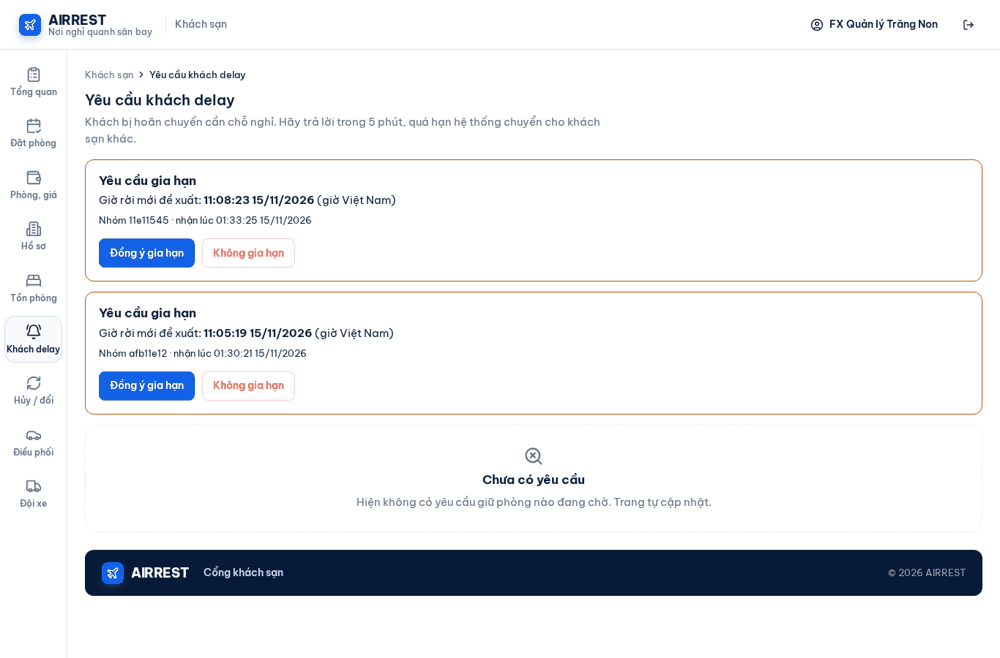 AIRREST
Nơi nghỉ quanh sân bay
Khách sạn
FX Quản lý Trăng Non
Tổng quan
Đặt phòng
Phòng, giá
Hồ sơ
Tồn phòng
Khách delay
Hủy / đổi
Điều phối
Đội xe
Khách sạn > Yêu cầu khách delay
Yêu cầu khách delay
Khách bị hoãn chuyến cần chỗ nghỉ. Hãy trả lời trong 5 phút, quá hạn hệ thống chuyển cho khách
sạn khác.
Yêu cầu gia hạn
Giờ rời mới đề xuất: 11:08:23 15/11/2026 (giờ Việt Nam)
Nhóm 11e11545 · nhận lúc 01:33:25 15/11/2026
Đồng ý gia hạn
Không gia hạn
Yêu cầu gia hạn
Giờ rời mới đề xuất: 11:05:19 15/11/2026 (giờ Việt Nam)
Nhóm afb11e12 · nhận lúc 01:30:21 15/11/2026
Đồng ý gia hạn
Không gia hạn
Chưa có yêu cầu
Hiện không có yêu cầu giữ phòng nào đang chờ. Trang tự cập nhật.
AIRREST
Cổng khách sạn
© 2026 AIRREST